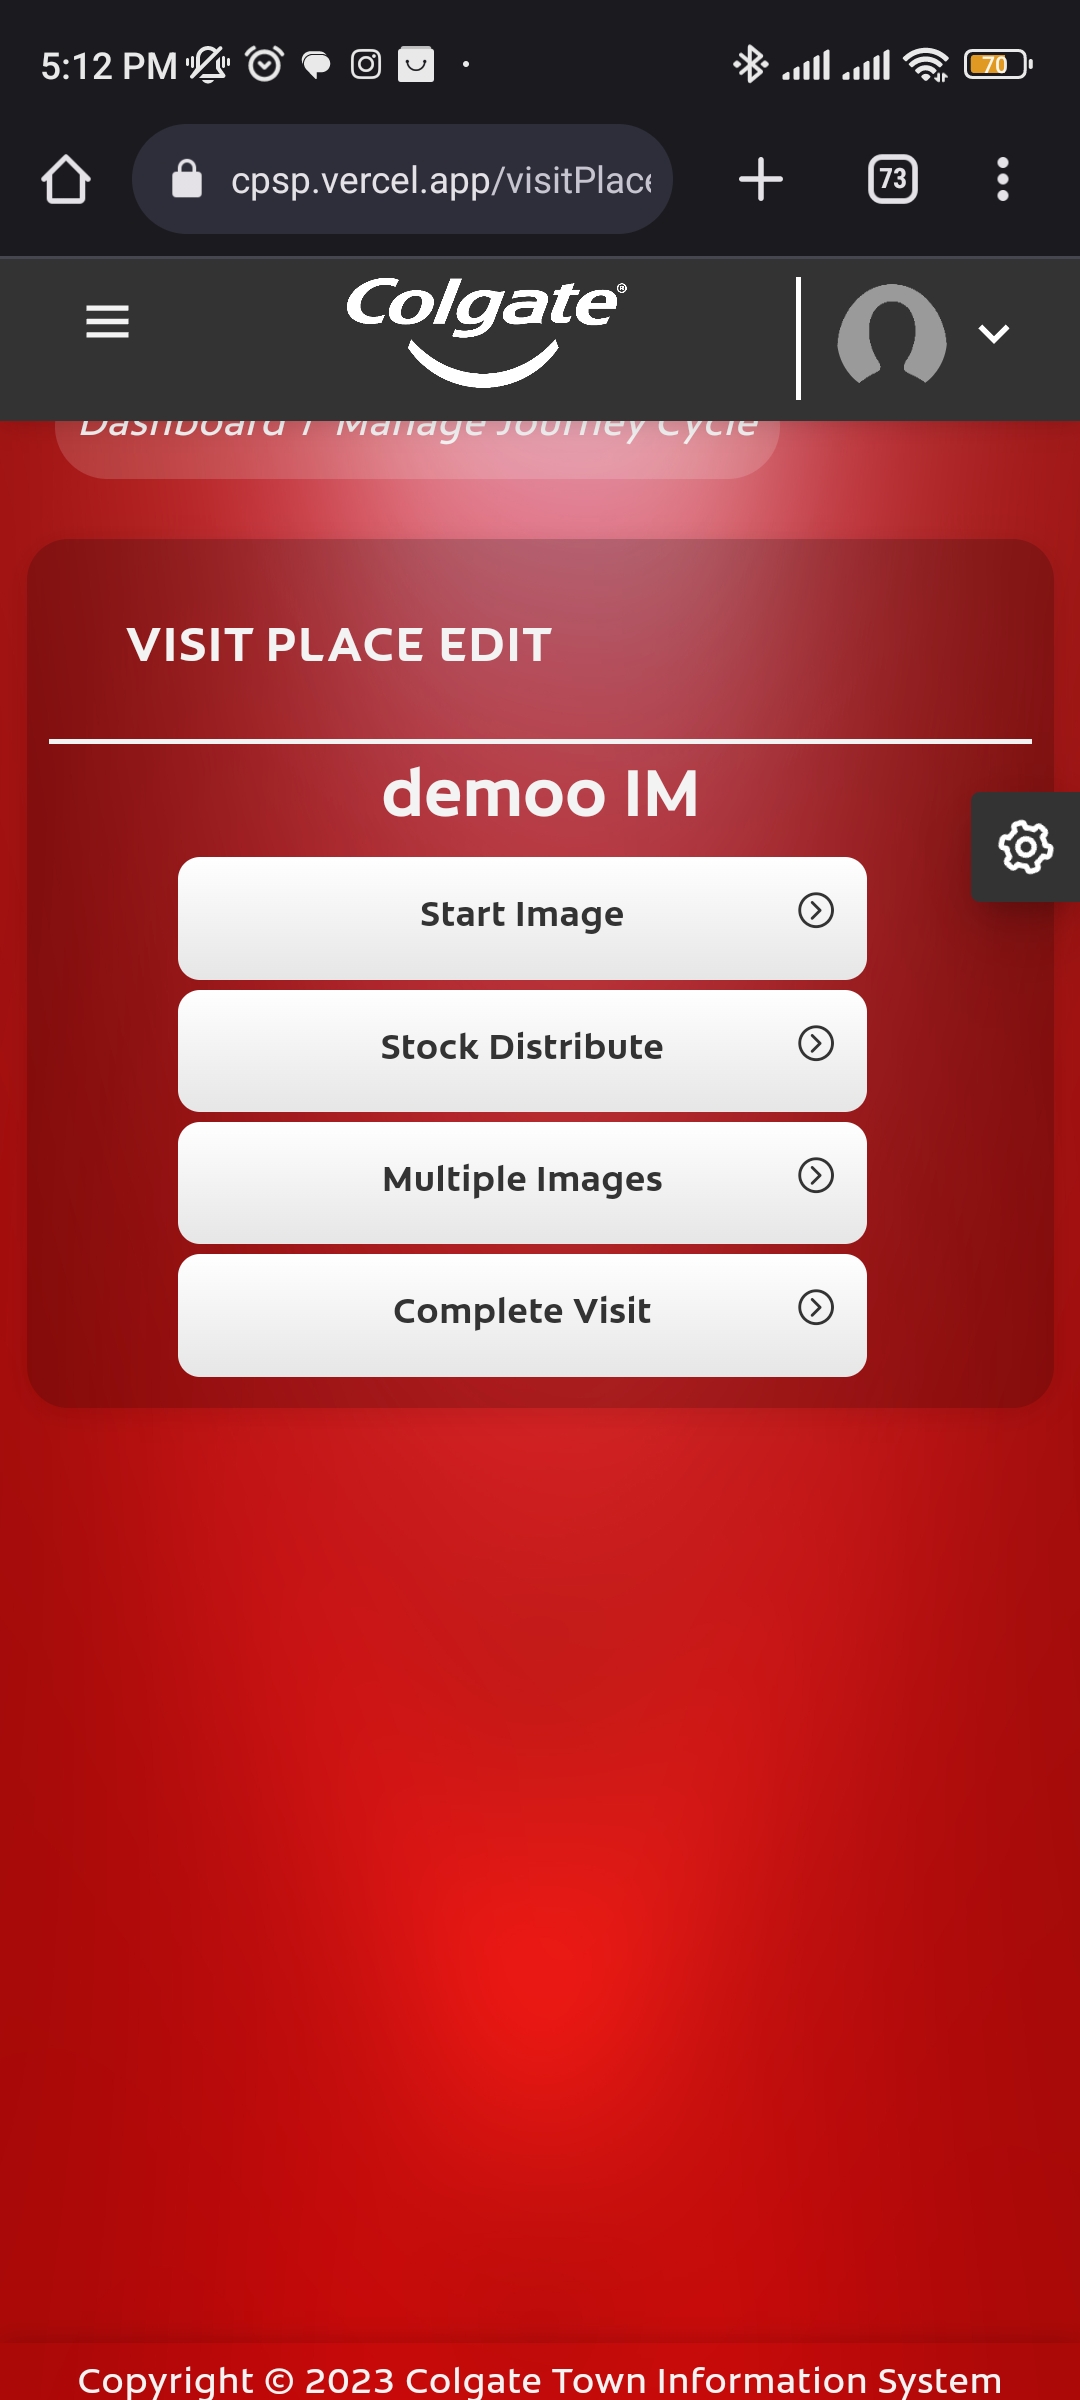 5:12 PM
70
cpsp.vercel.app/visitPlace
73
Colgate®
Dashboard / Manage Journey Cycle
VISIT PLACE EDIT
demoo IM
Start Image
Stock Distribute
Multiple Images
Complete Visit
Copyright © 2023 Colgate Town Information System